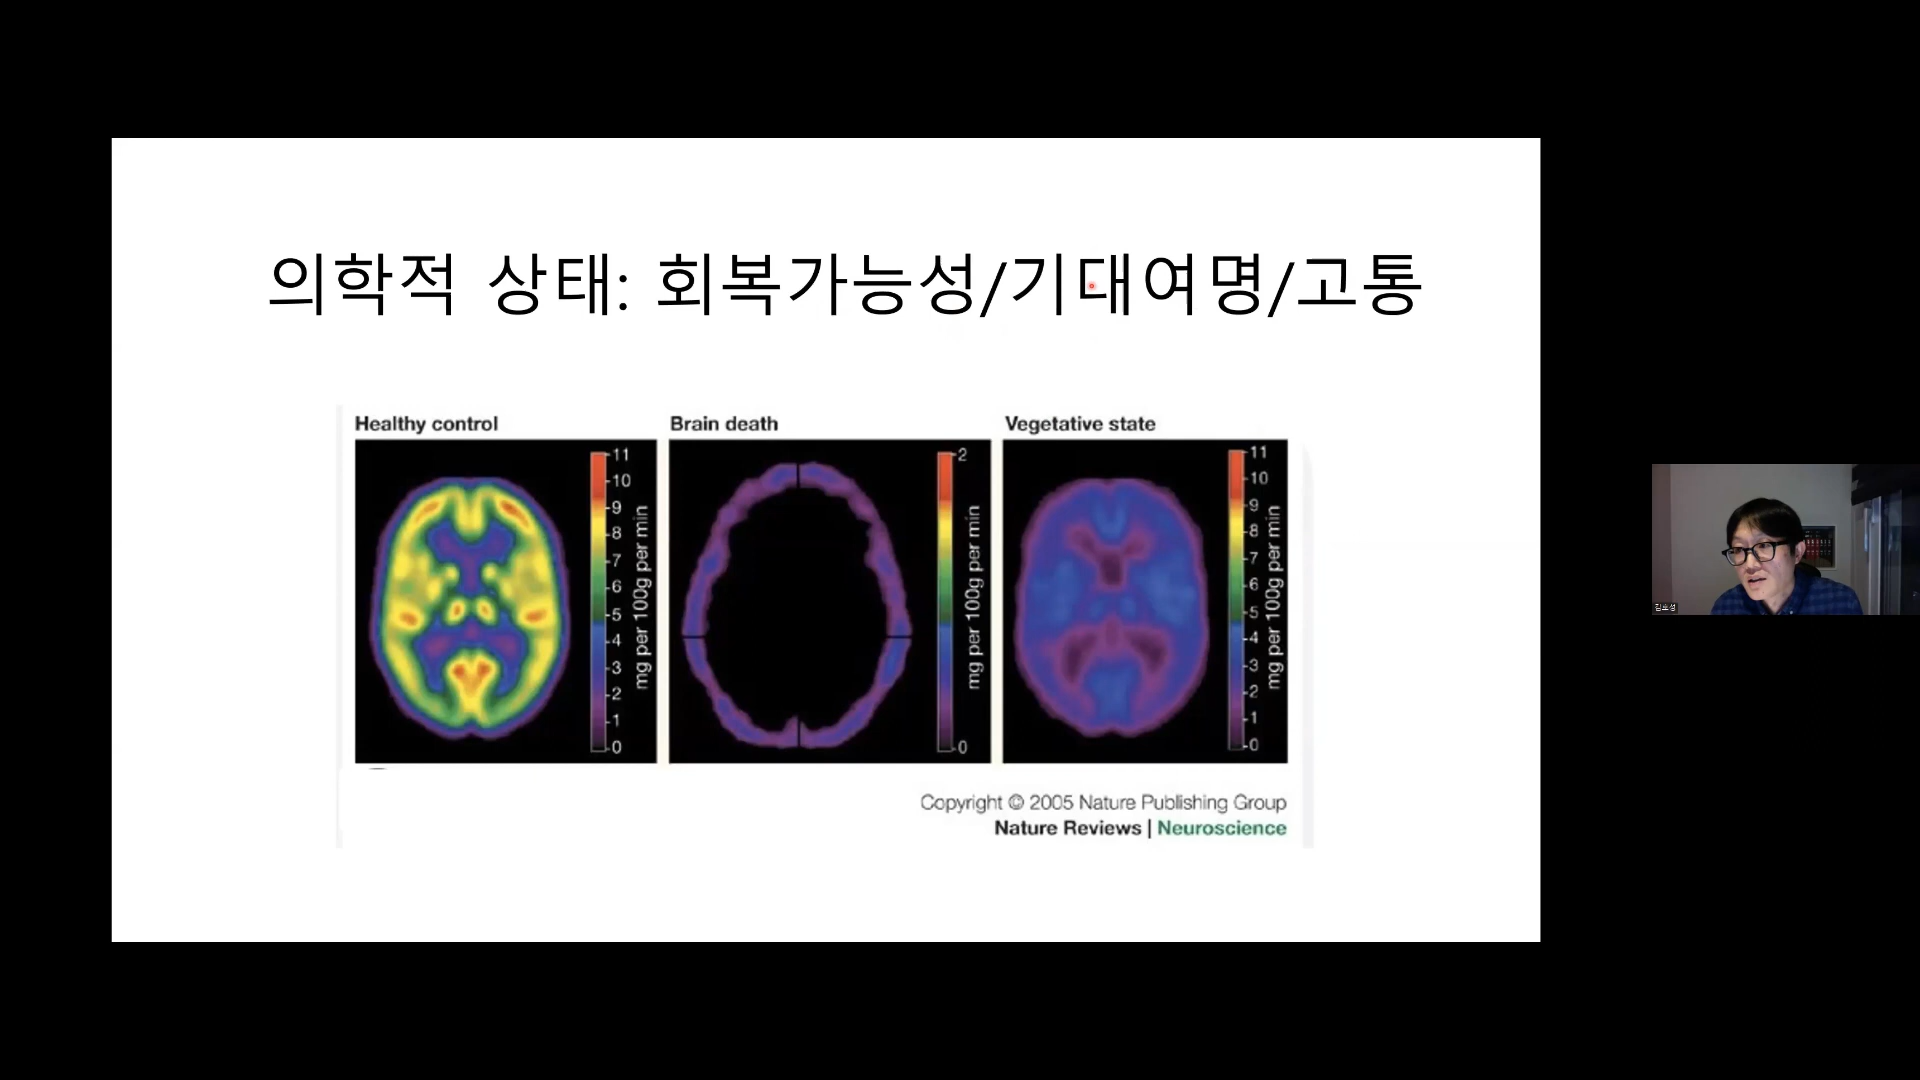 의학적 상태: 회복가능성/기대여명/고통
Healthy control
11
10
9
8
7
6
5
4
3
2
1
0
mg per 100g per min
Brain death
2
0
mg per 100g per min
Vegetative state
11
10
9
8
7
6
5
4
3
2
1
0
mg per 100g per min
Copyright © 2005 Nature Publishing Group
Nature Reviews | Neuroscience